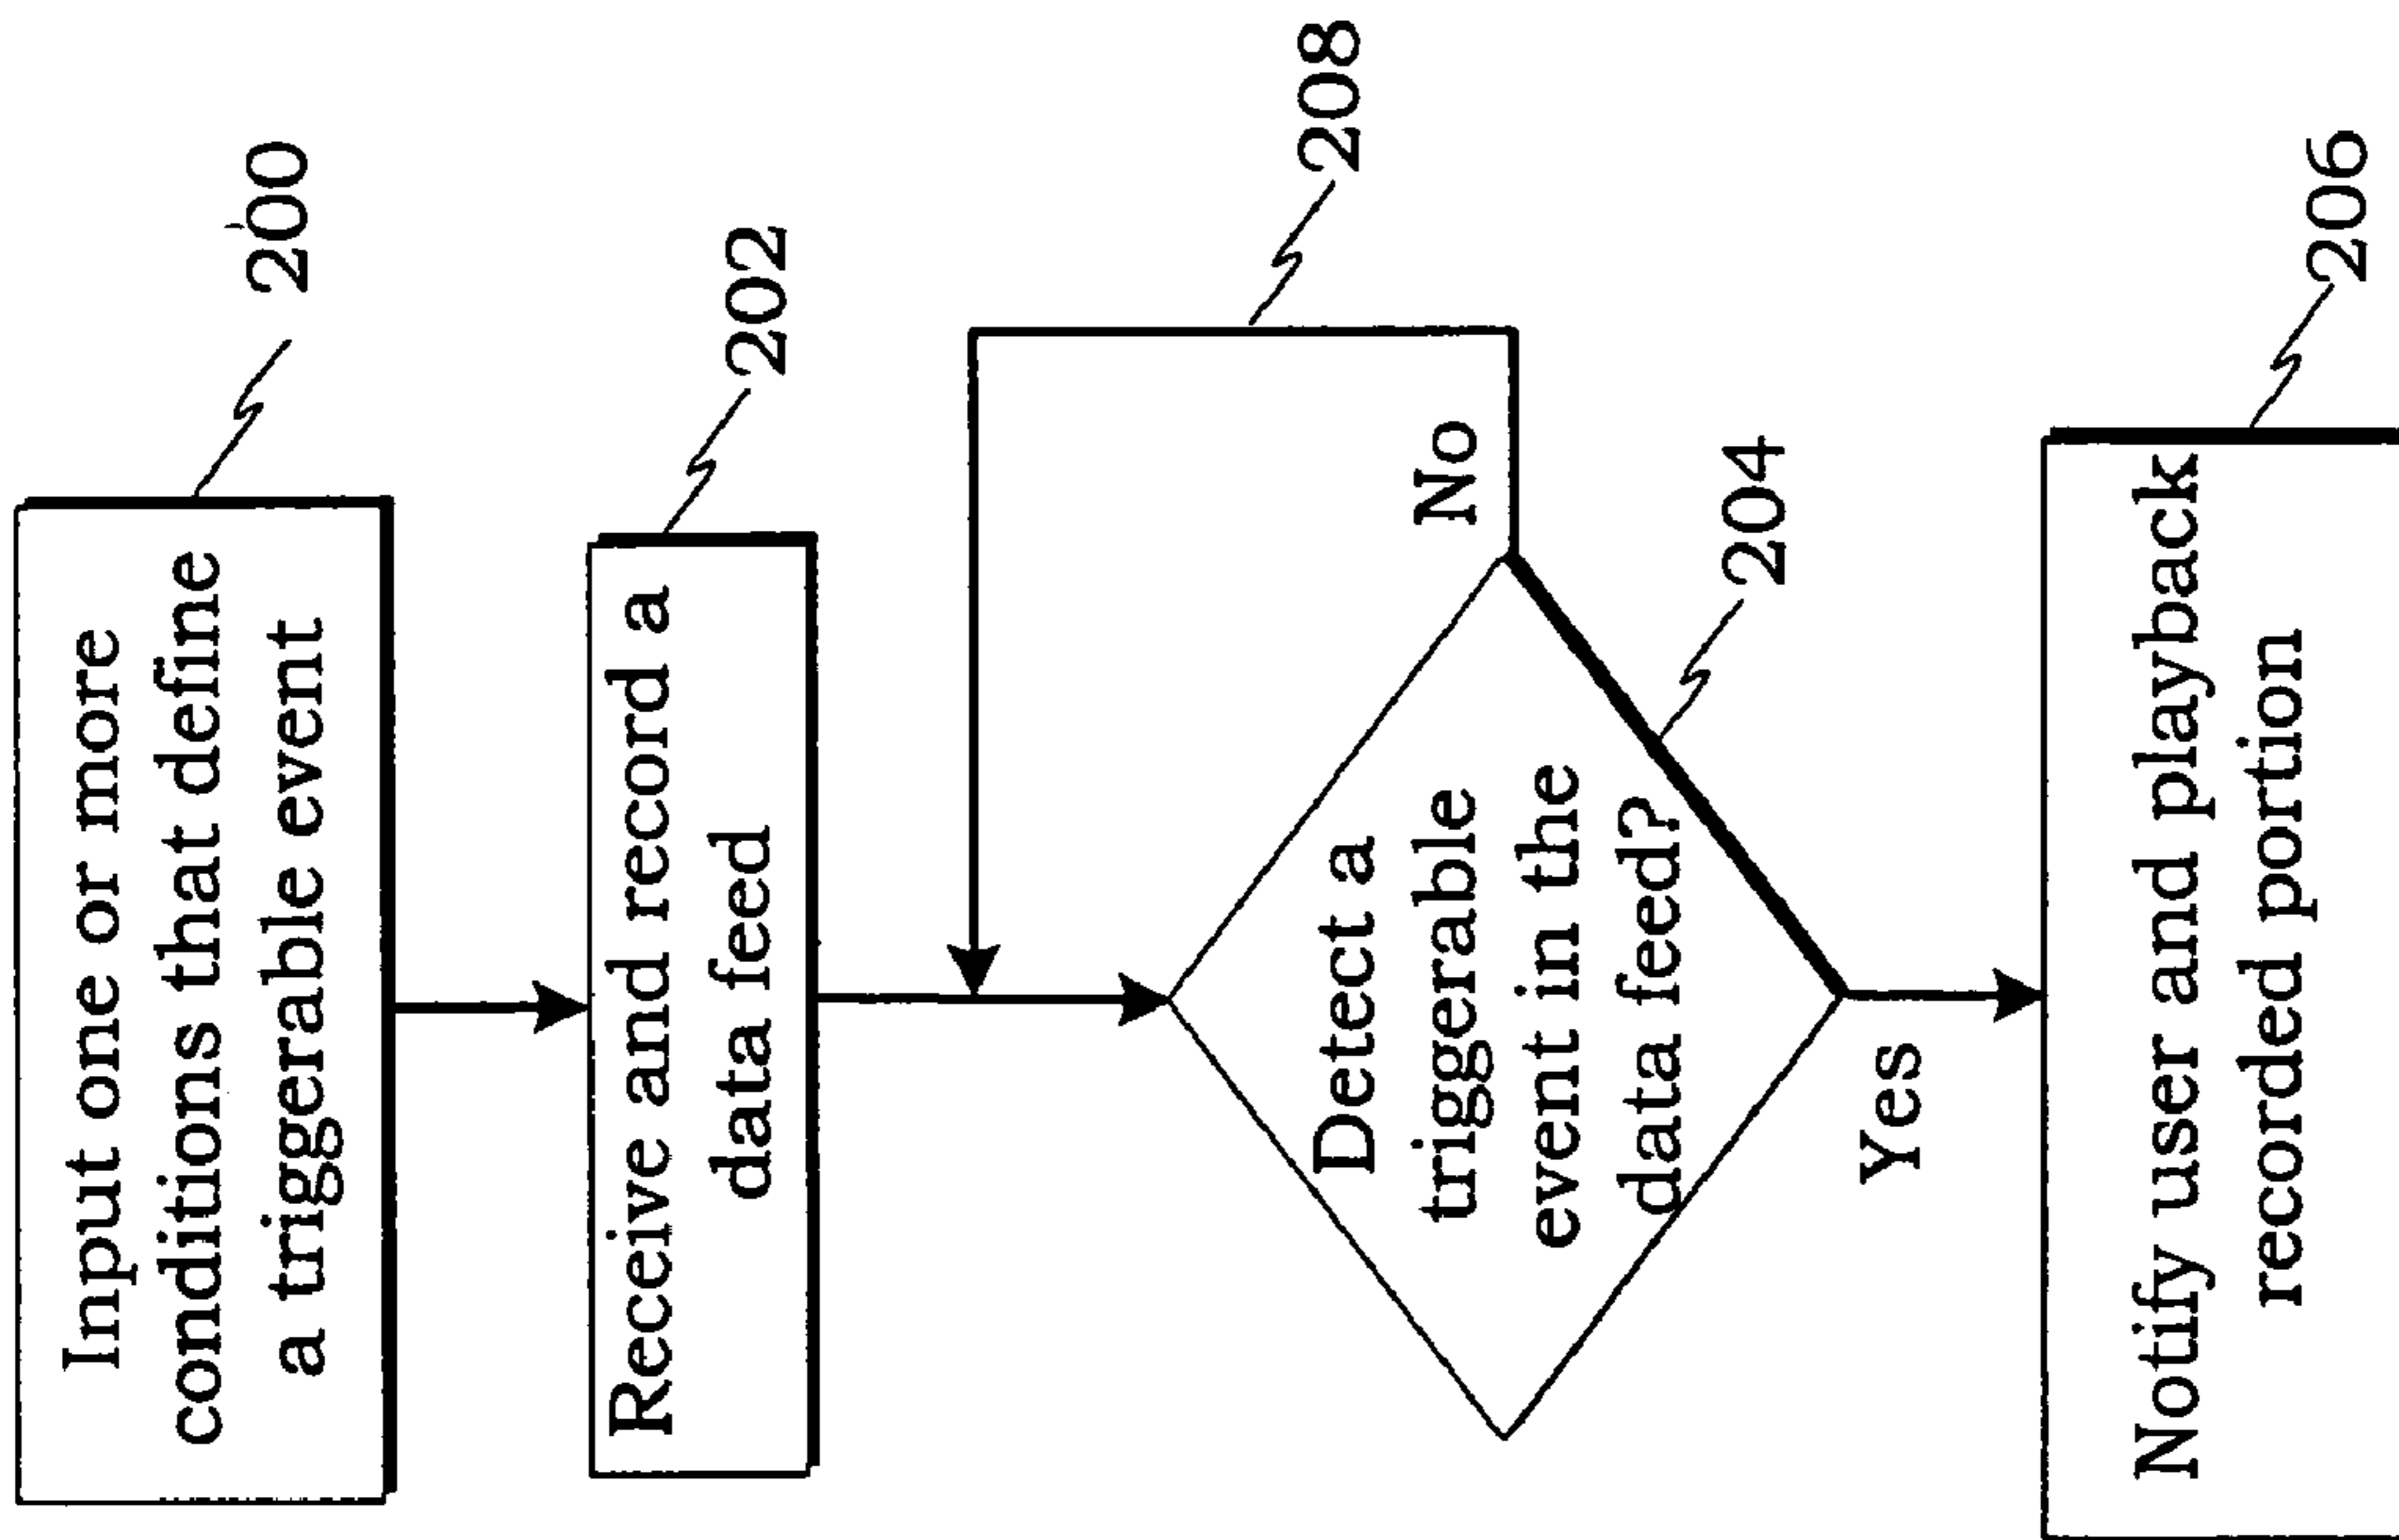 Input one or more
conditions that define
a triggerable event
200
Receive and record a
data feed
202
208
Detect a
triggerable
event in the
data feed?
No
204
Yes
Notify user and playback
recorded portion
206